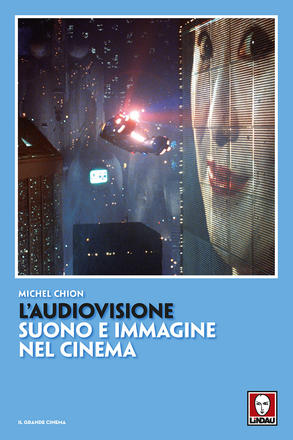 MICHEL CHION
L'AUDIOVISIONE
SUONO E IMMAGINE
NEL CINEMA
IL GRANDE CINEMA
LINDAU